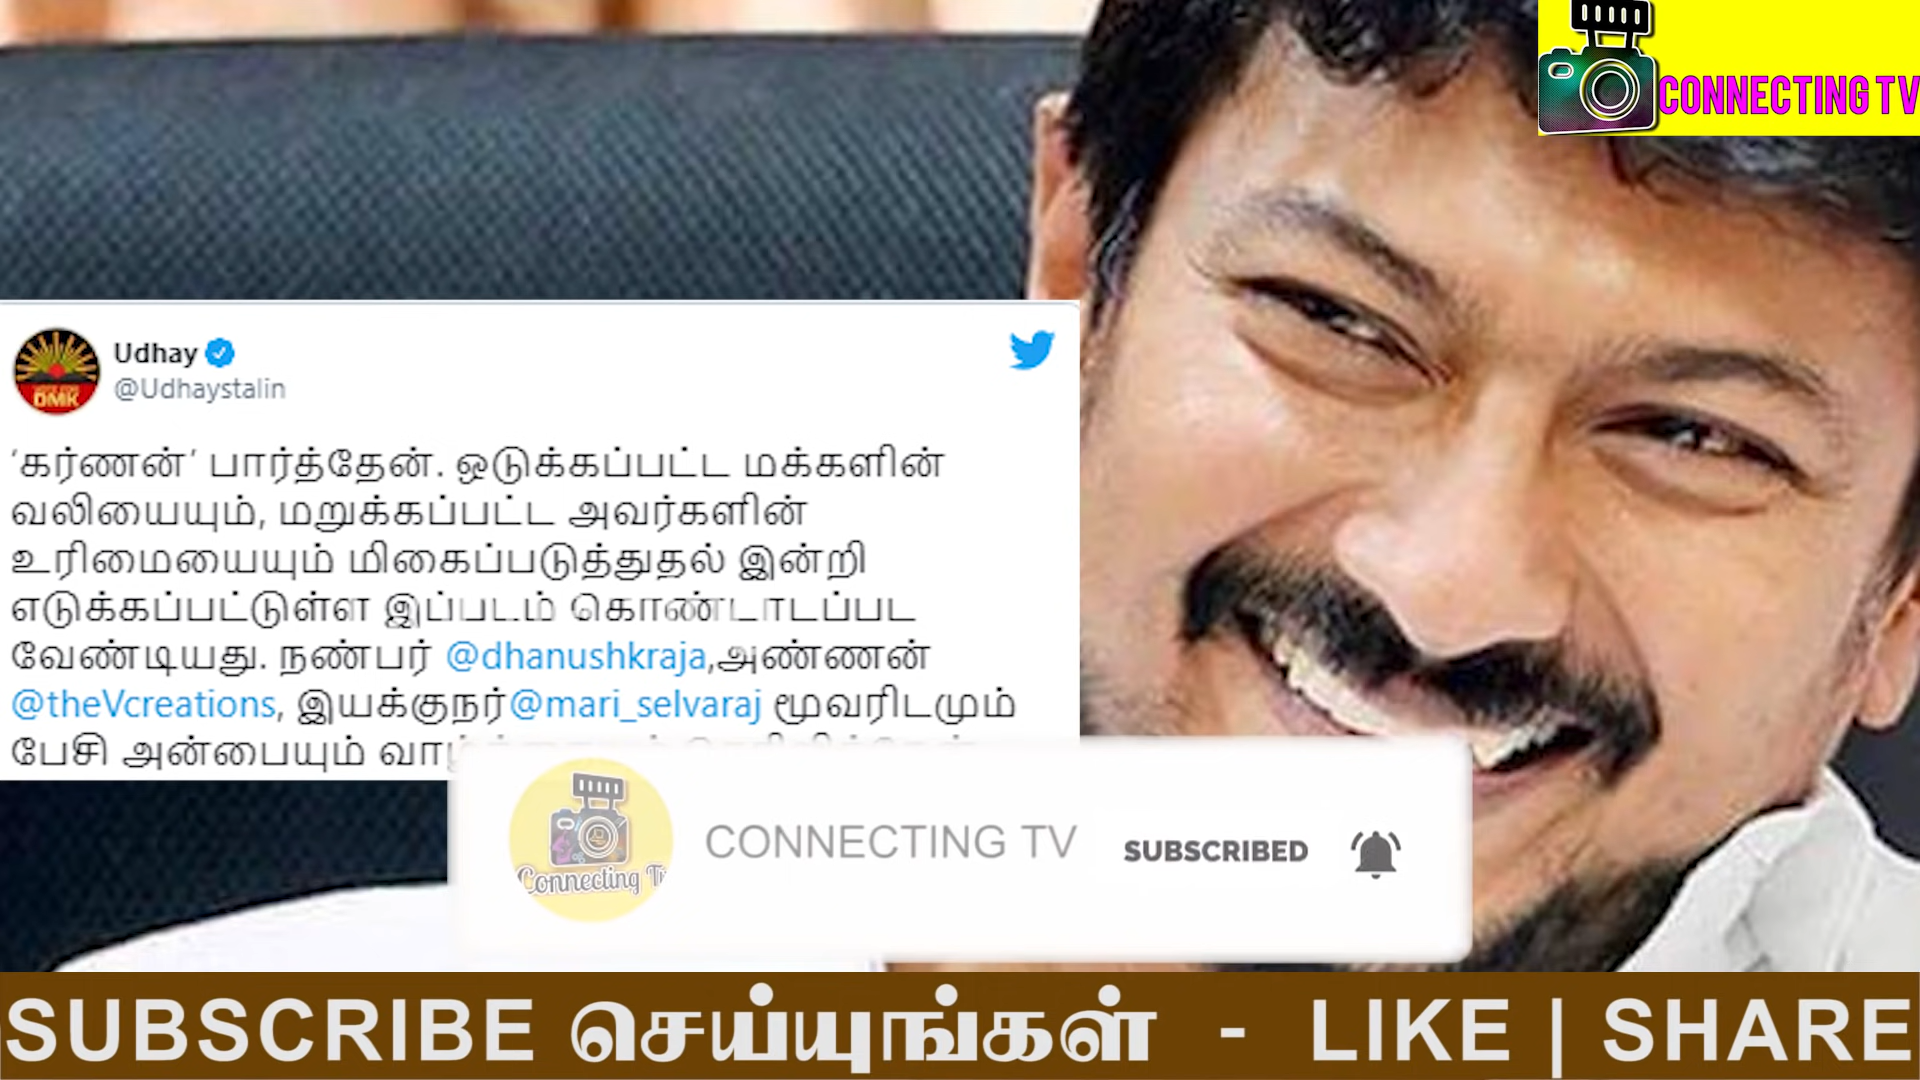 CONNECTING TV
Udhay
@Udhaystalin
DMK
‘கர்ணன்’ பார்த்தேன். ஒடுக்கப்பட்ட மக்களின்
வலியையும், மறுக்கப்பட்ட அவர்களின்
உரிமையையும் மிகைப்படுத்துதல் இன்றி
எடுக்கப்பட்டுள்ள இப்படம் கொண்டாடப்பட
வேண்டியது. நண்பர் @dhanushkraja,அண்ணன்
@theVcreations, இயக்குநர்@mari_selvaraj மூவரிடமும்
பேசி அன்பையும்
Connecting
CONNECTING TV
SUBSCRIBED
SUBSCRIBE செய்யுங்கள் - LIKE | SHARE